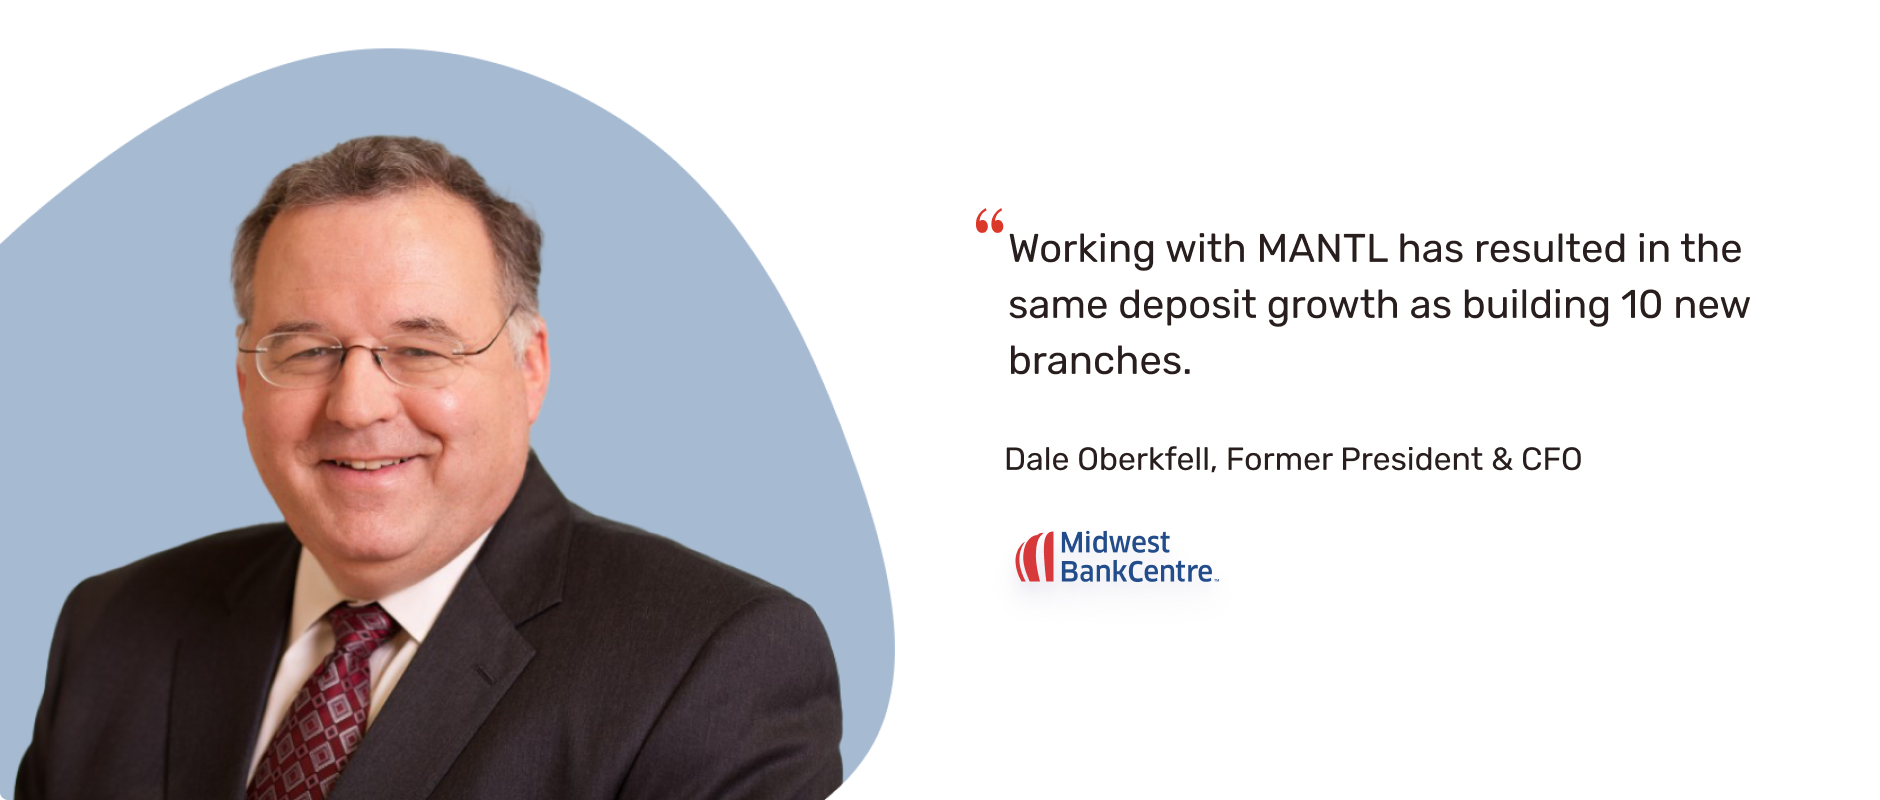 “Working with MANTL has resulted in the
same deposit growth as building 10 new
branches.
Dale Oberkfell, Former President & CFO
Midwest
BankCentre™